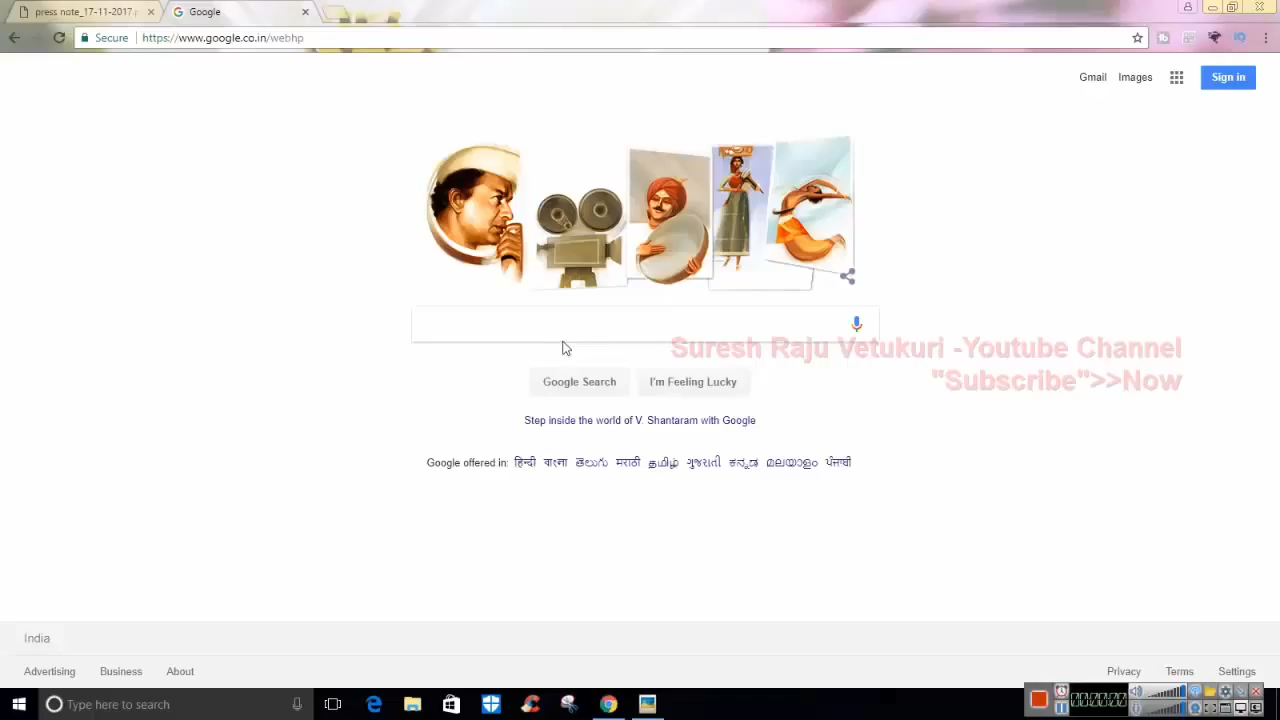 press note_17-11-2017.p
Google
Secure
https://www.google.co.in/webhp
Gmail Images Sign in
Suresh Raju Vetukuri -Youtube Channel
"Subscribe">>Now
Google Search I'm Feeling Lucky
Step inside the world of V. Shantaram with Google
Google offered in: हिन्दी বাংলা తెలుగు मराठी தமிழ் ગુજરાતી ಕನ್ನಡ മലയാളം ਪੰਜਾਬੀ
India
Advertising Business About Privacy Terms Settings
Type here to search